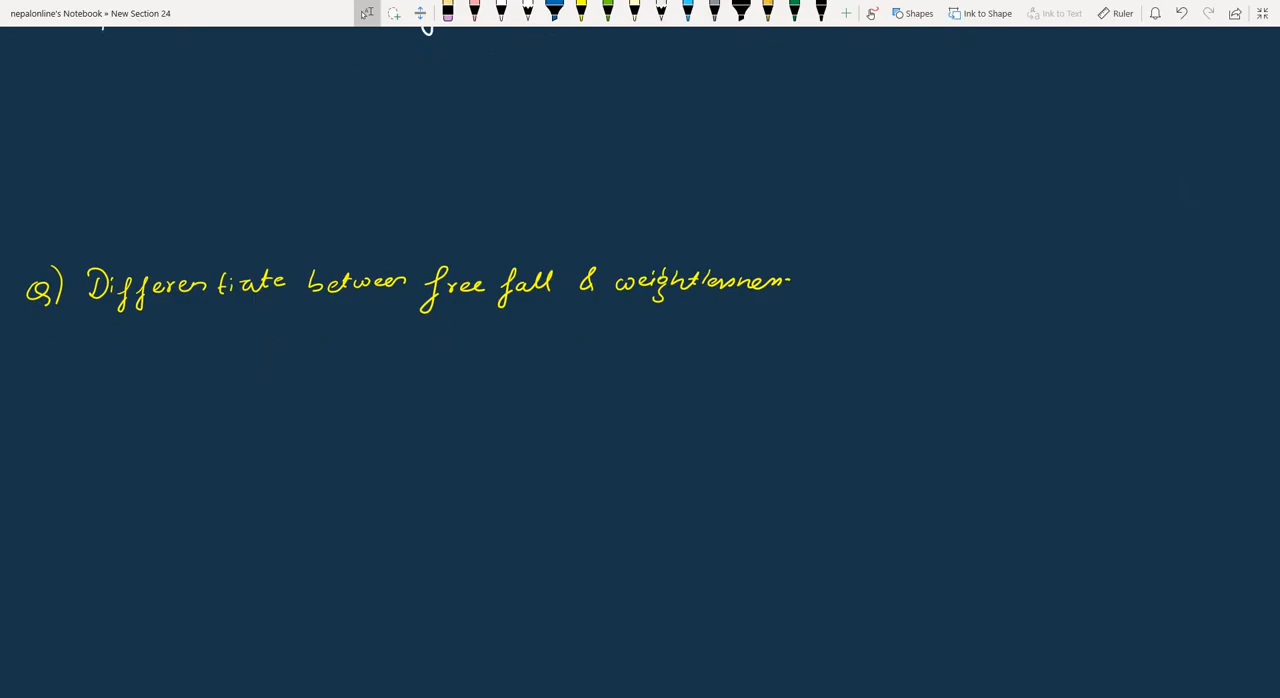 nepalonline's Notebook » New Section 24
Shapes
Ink to Shape
Ink to Text
Ruler
Q) Differentiate between free fall & weightlessness.